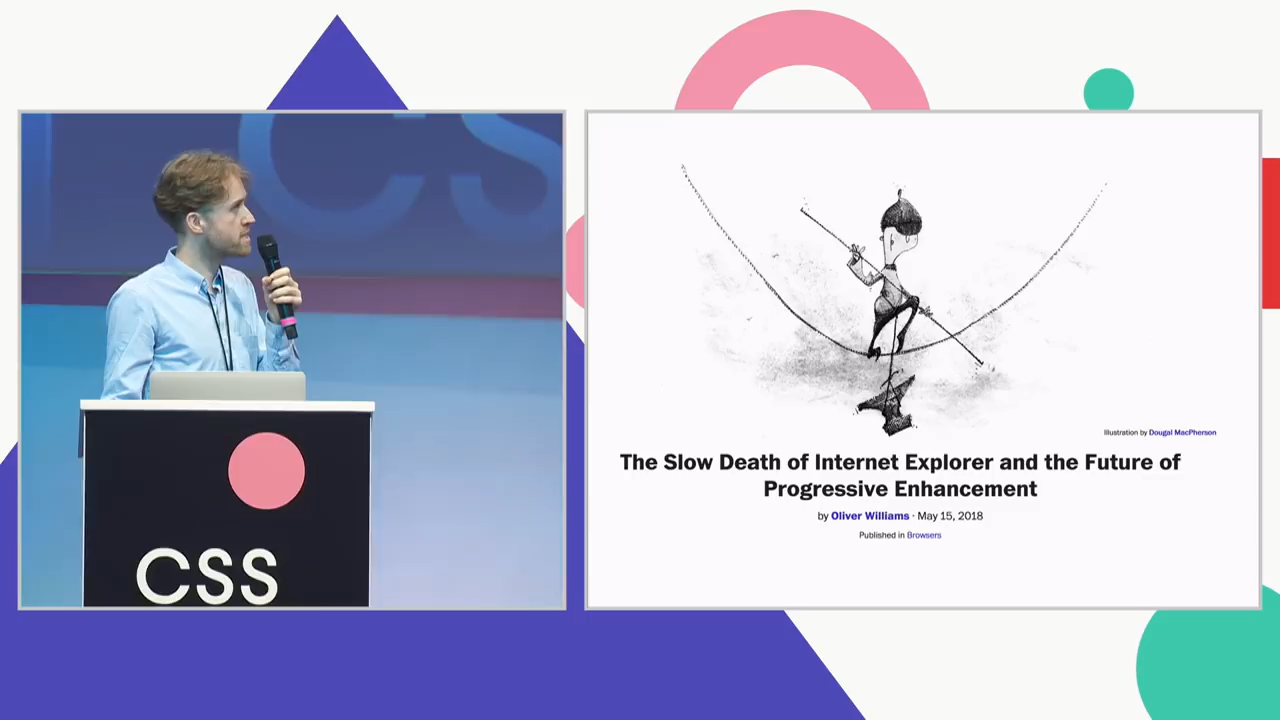 CS
CSS
Illustration by Dougal MacPherson
The Slow Death of Internet Explorer and the Future of
Progressive Enhancement
by Oliver Williams · May 15, 2018
Published in Browsers